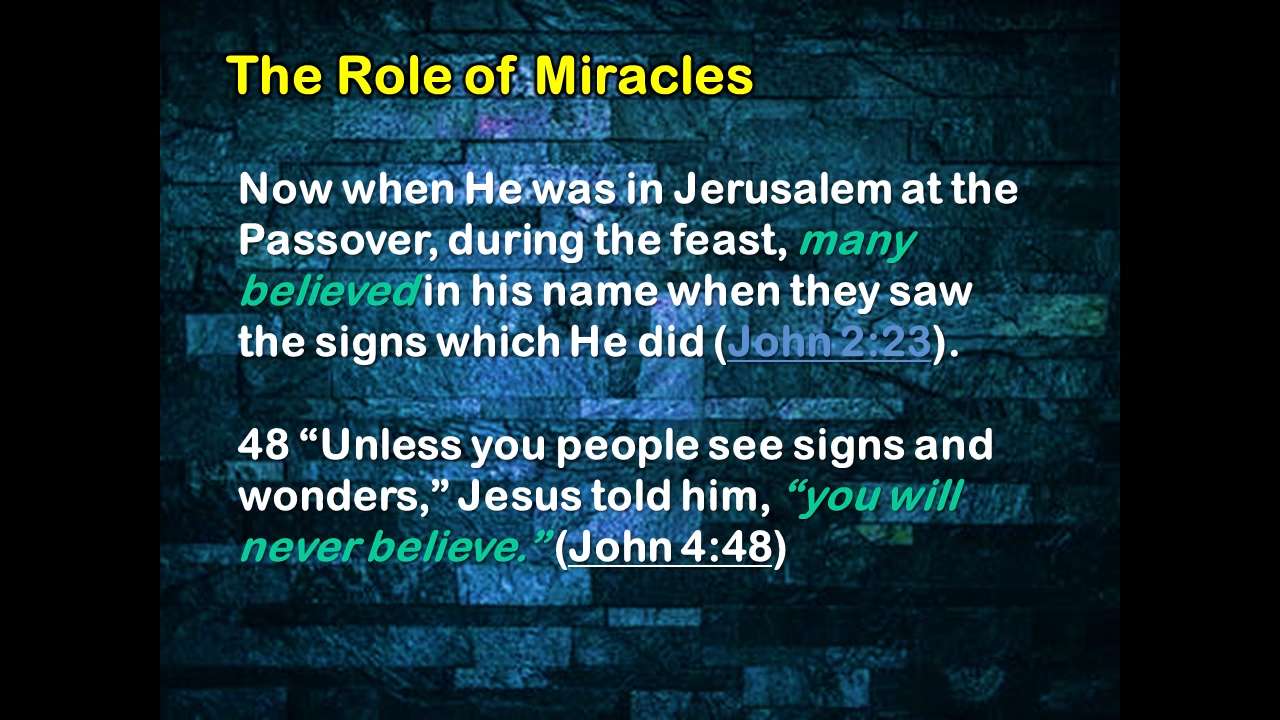 The Role of Miracles
Now when He was in Jerusalem at the
Passover, during the feast, many
believed in his name when they saw
the signs which He did (John 2:23).
48 “Unless you people see signs and
wonders,” Jesus told him, “you will
never believe.” (John 4:48)